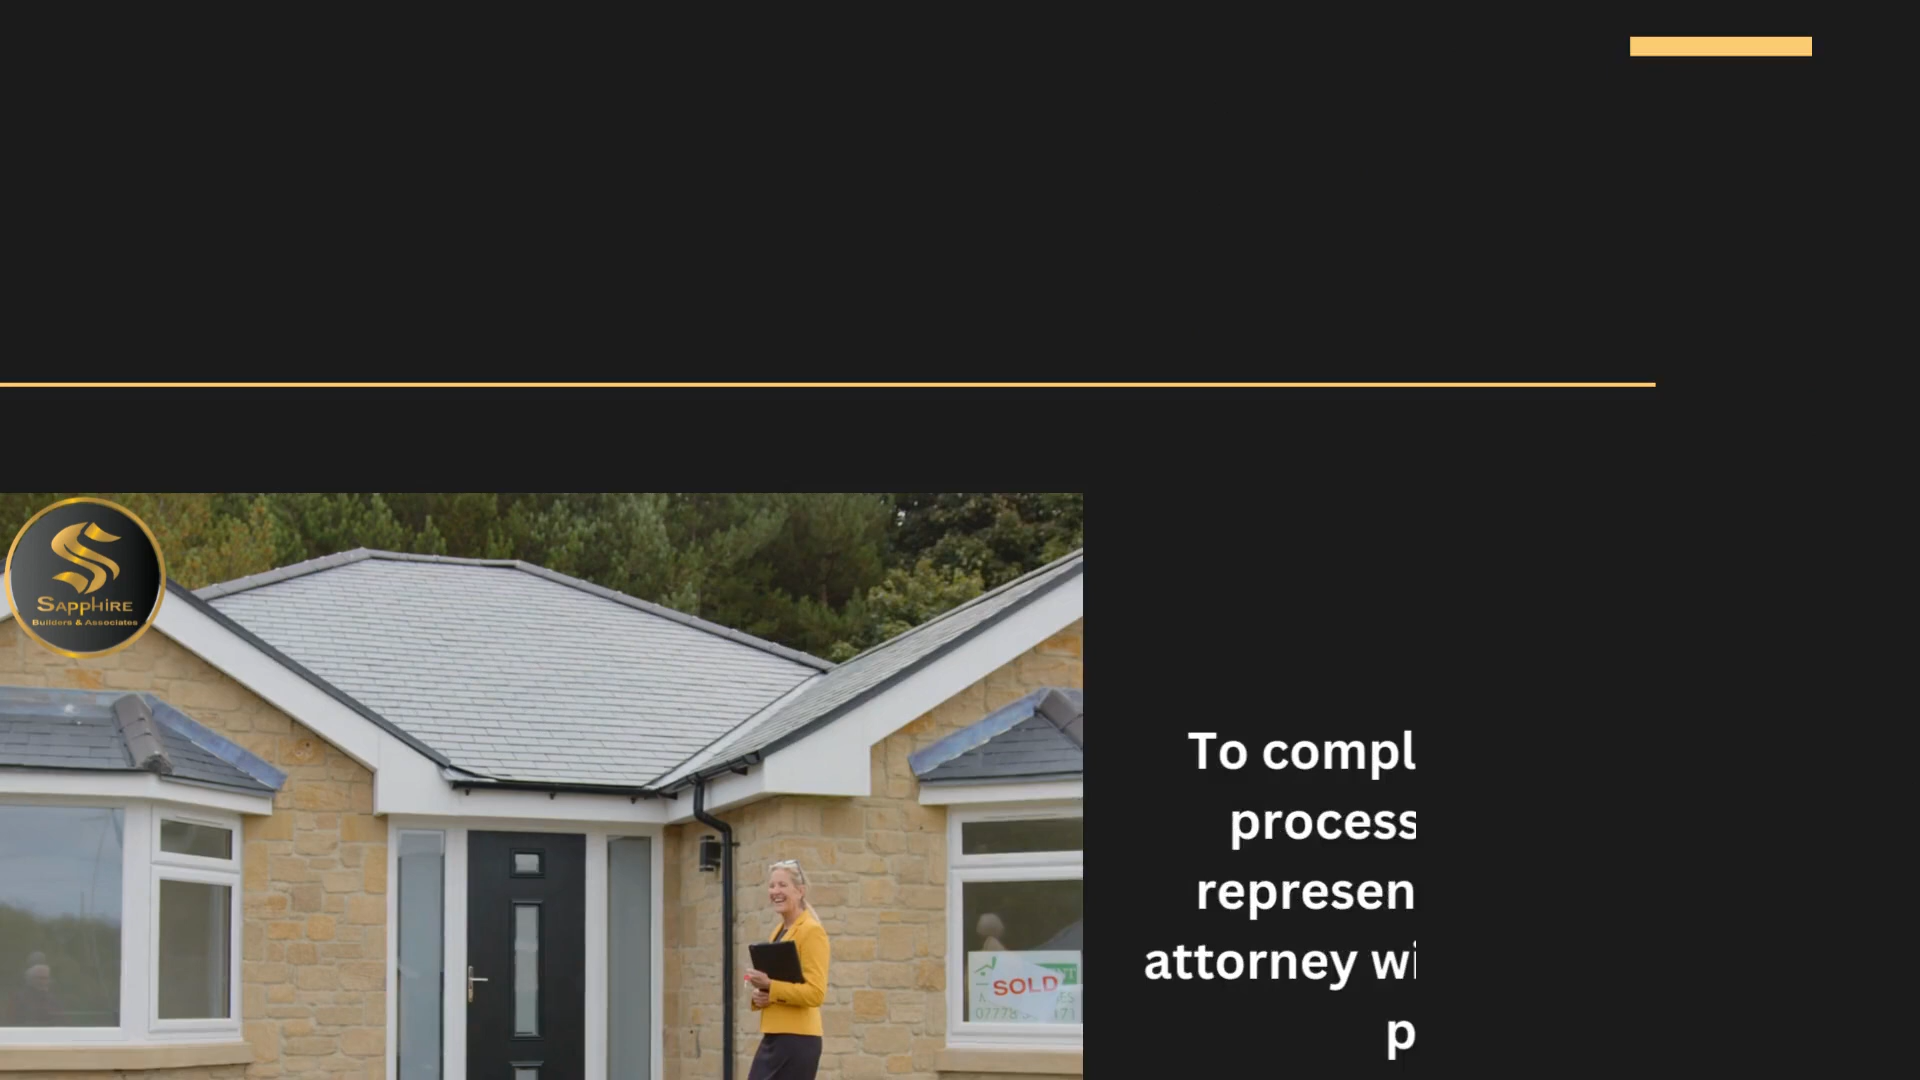 SAPPHIRE
Builders & Associates
To compl
process
represen
attorney wi
p
SOLD